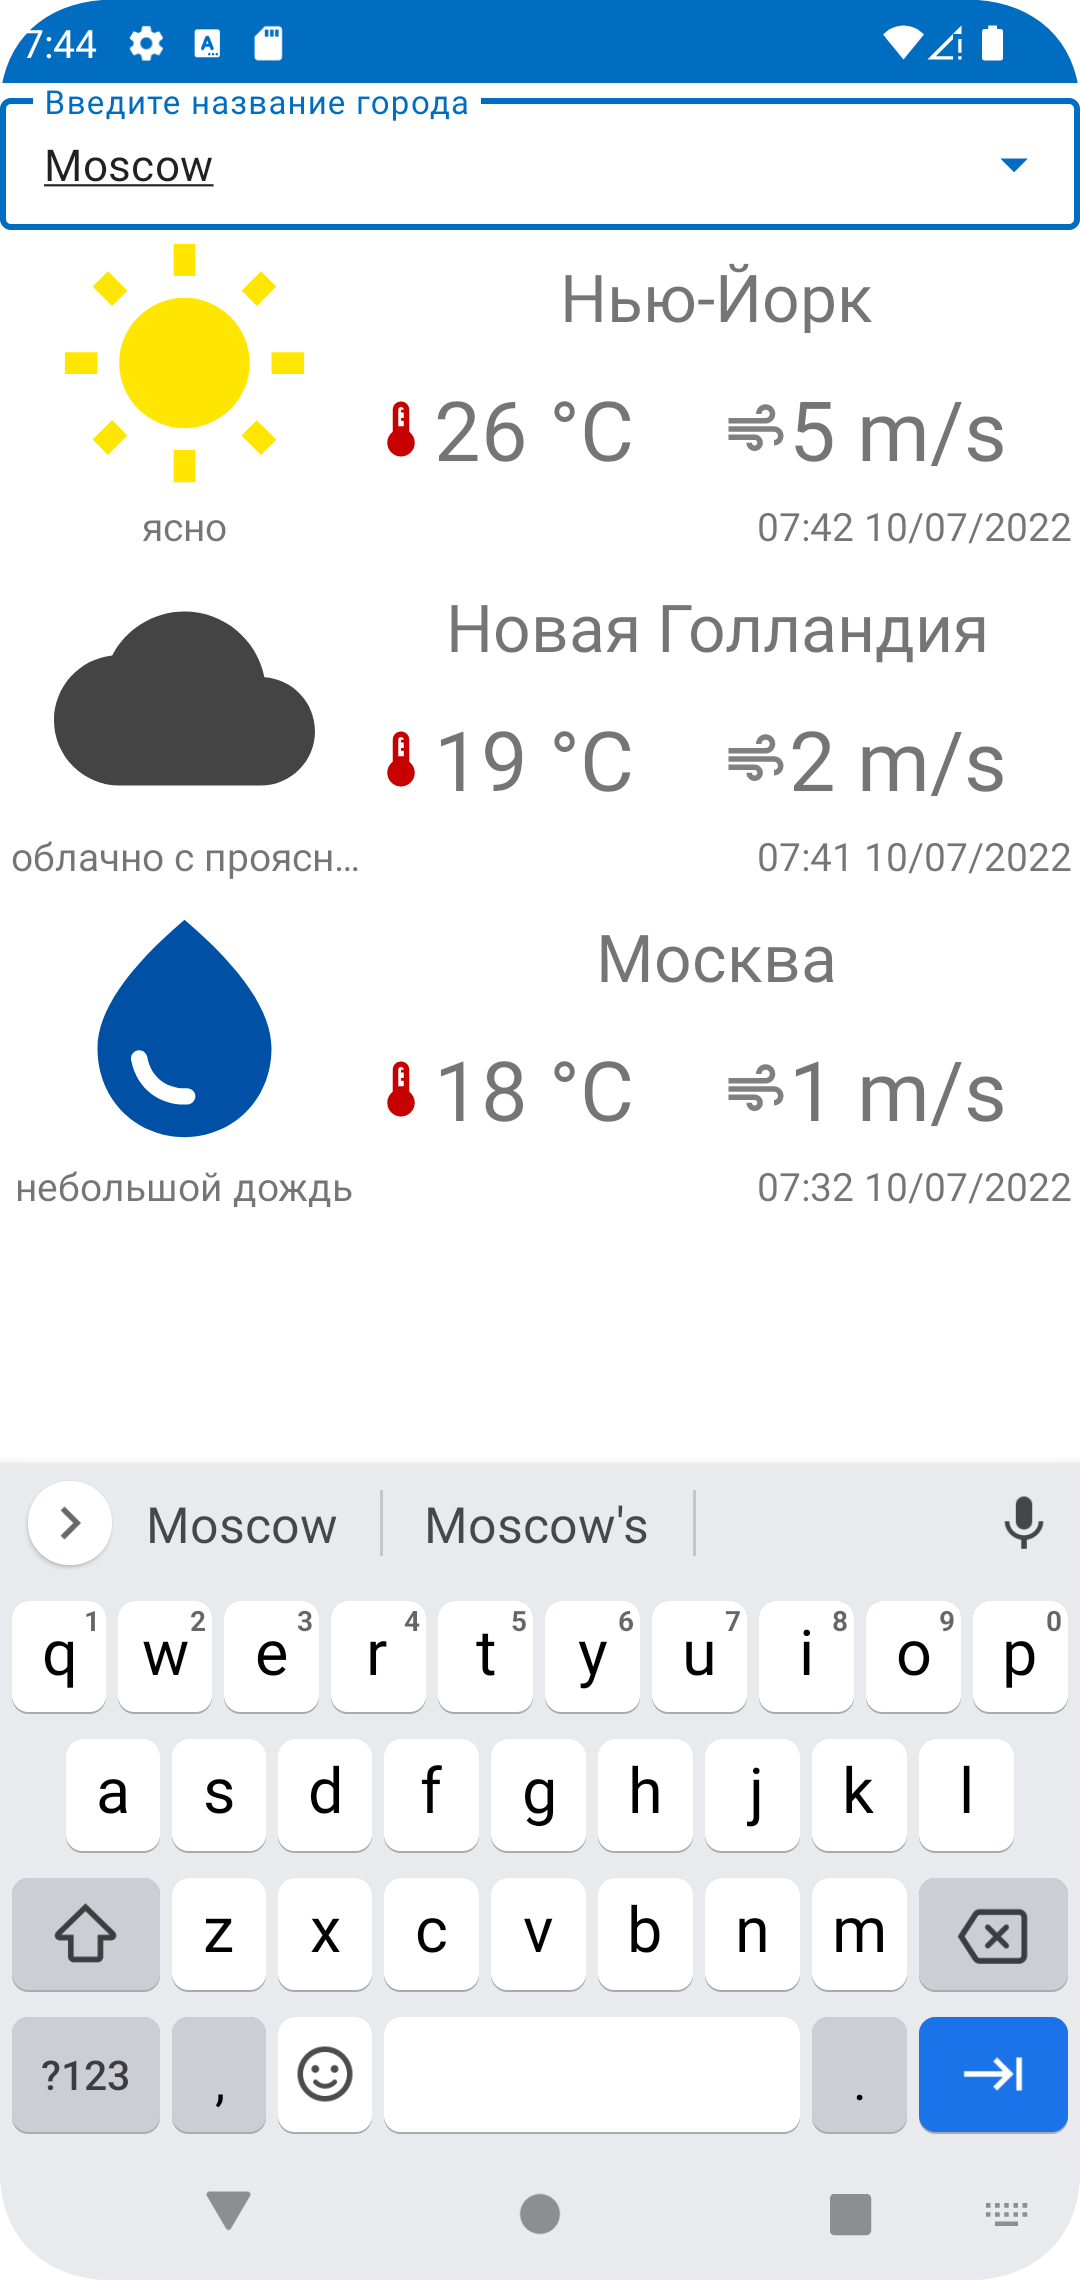 7:44
Введите название города
Moscow
Нью-Йорк
26 °C 5 m/s
ясно 07:42 10/07/2022
Новая Голландия
19 °C 2 m/s
облачно с проясн... 07:41 10/07/2022
Москва
18 °C 1 m/s
небольшой дождь 07:32 10/07/2022
Moscow Moscow's
1 2 3 4 5 6 7 8 9 0
q w e r t y u i o p
a s d f g h j k l
z x c v b n m
?123 , .